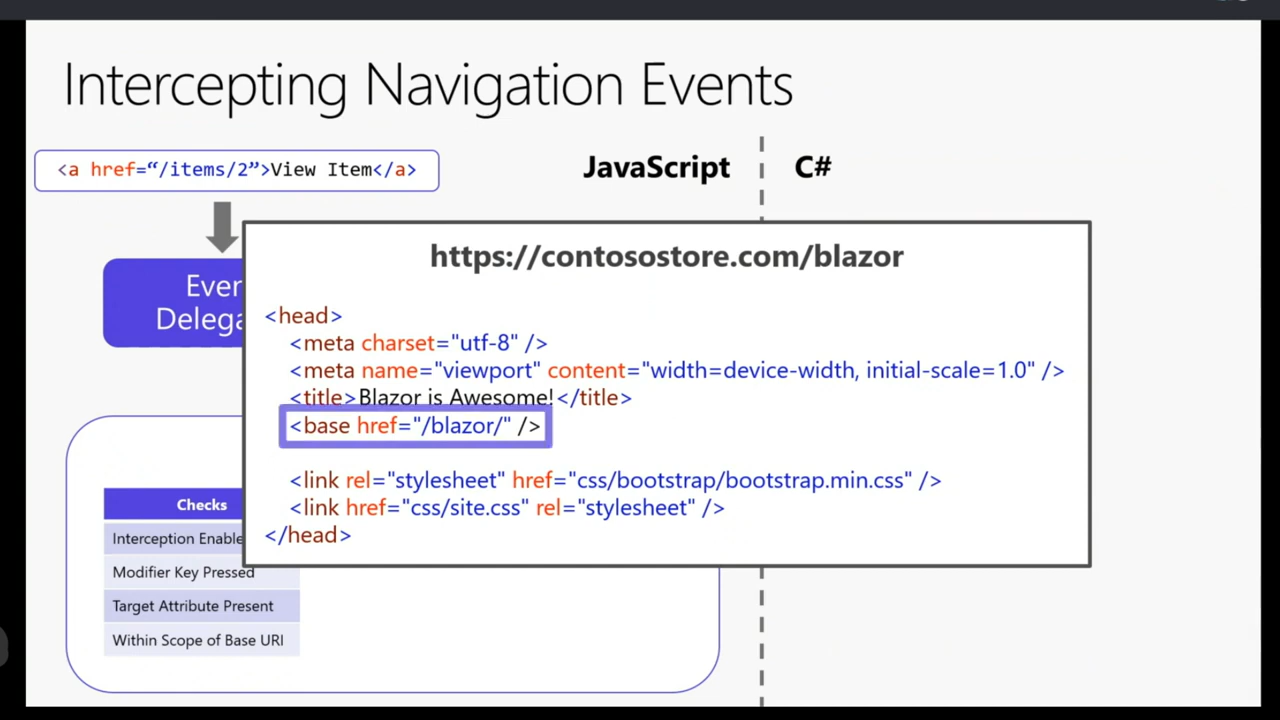 Intercepting Navigation Events
<a href=“/items/2”>View Item</a>
JavaScript
C#
https://contosostore.com/blazor
<head>
<meta charset="utf-8" />
<meta name="viewport" content="width=device-width, initial-scale=1.0" />
<title>Blazor is Awesome!</title>
<base href="/blazor/" />
<link rel="stylesheet" href="css/bootstrap/bootstrap.min.css" />
<link href="css/site.css" rel="stylesheet" />
</head>
Checks
Modifier Key Pressed
Target Attribute Present
Within Scope of Base URI